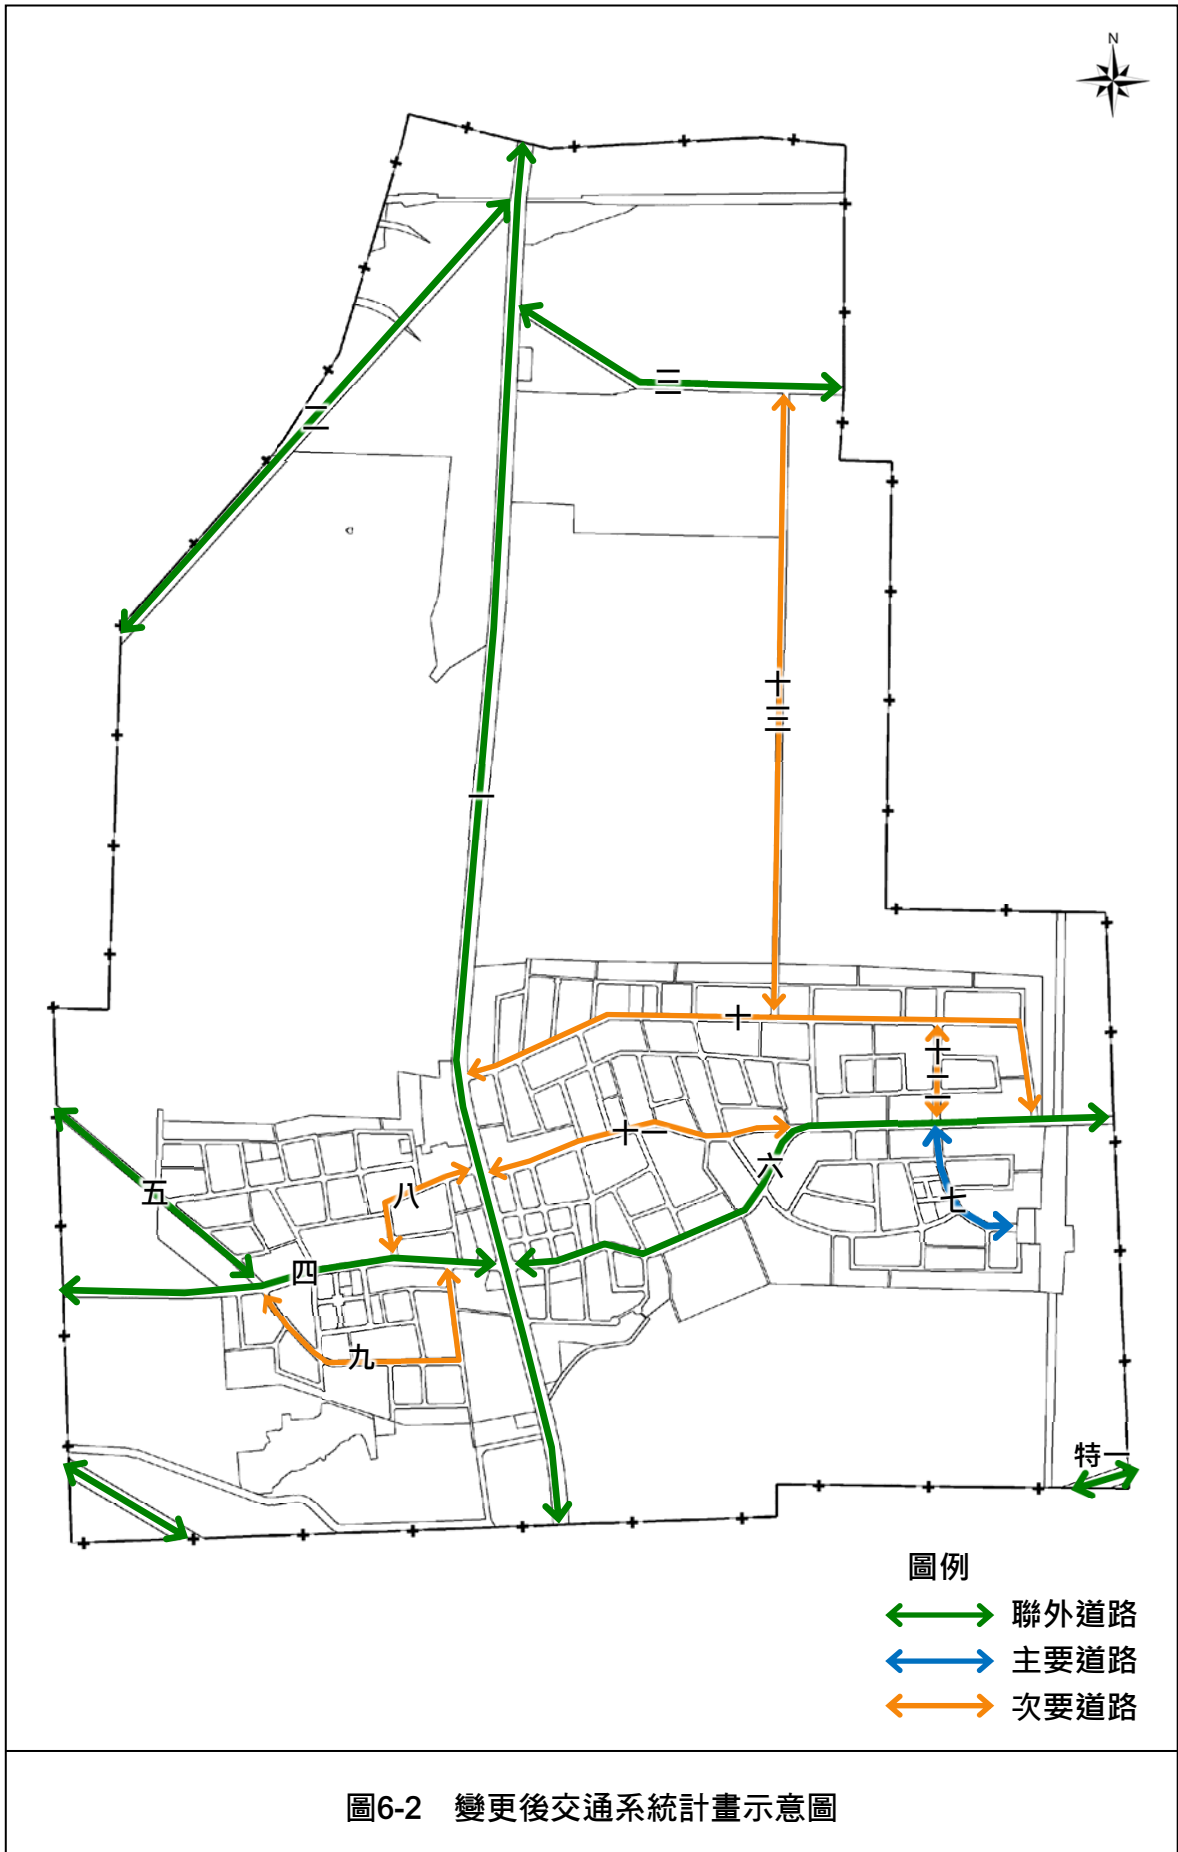 N
三
二
十三
一
十
十二
十一
六
五
八
七
四
九
特一
圖例
聯外道路
主要道路
次要道路
圖6-2 變更後交通系統計畫示意圖